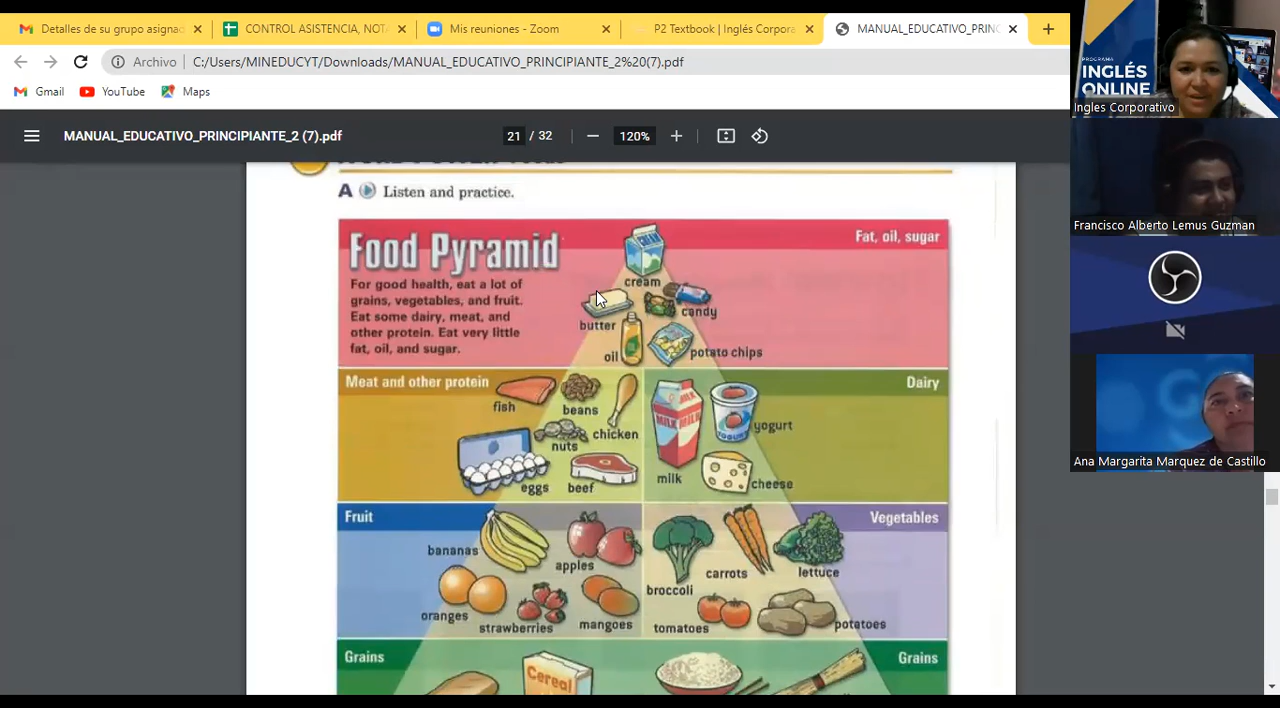 Detalles de su grupo asigna
CONTROL ASISTENCIA, NOT
Mis reuniones - Zoom
P2 Textbook | Inglés Corpora
MANUAL_EDUCATIVO_PRIN
Archivo | C:/Users/MINEDUCYT/Downloads/MANUAL_EDUCATIVO_PRINCIPIANTE_2%20(7).pdf
Gmail YouTube Maps
MANUAL_EDUCATIVO_PRINCIPIANTE_2 (7).pdf
21 / 32
120%
A Listen and practice.
Food Pyramid
For good health, eat a lot of
grains, vegetables, and fruit.
Eat some dairy, meat, and
other protein. Eat very little
fat, oil, and sugar.
Fat, oil, sugar
cream
butter
candy
oil
potato chips
Meat and other protein
fish
beans
chicken
nuts
eggs
beef
Dairy
MILK
yogurt
milk
cheese
Fruit
bananas
apples
oranges
strawberries
mangoes
Vegetables
broccoli
carrots
lettuce
tomatoes
potatoes
Grains
Cereal
Grains
PROGRAMA
INGLÉS
ONLINE
Ingles Corporativo
Francisco Alberto Lemus Guzman
Ana Margarita Marquez de Castillo